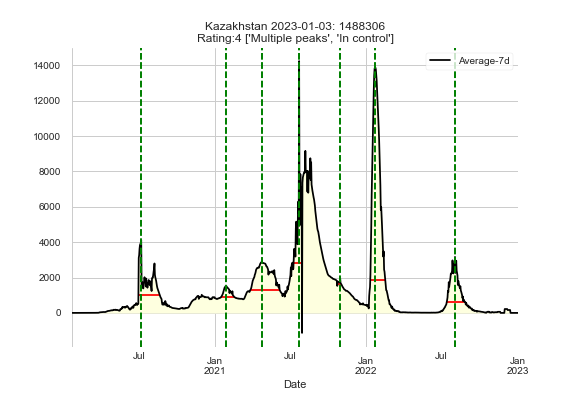 Kazakhstan 2023-01-03: 1488306
Rating:4 ['Multiple peaks', 'In control']
Average-7d
14000
12000
10000
8000
6000
4000
2000
0
Jul
Jan
2021
Jul
Jan
2022
Jul
Jan
2023
Date